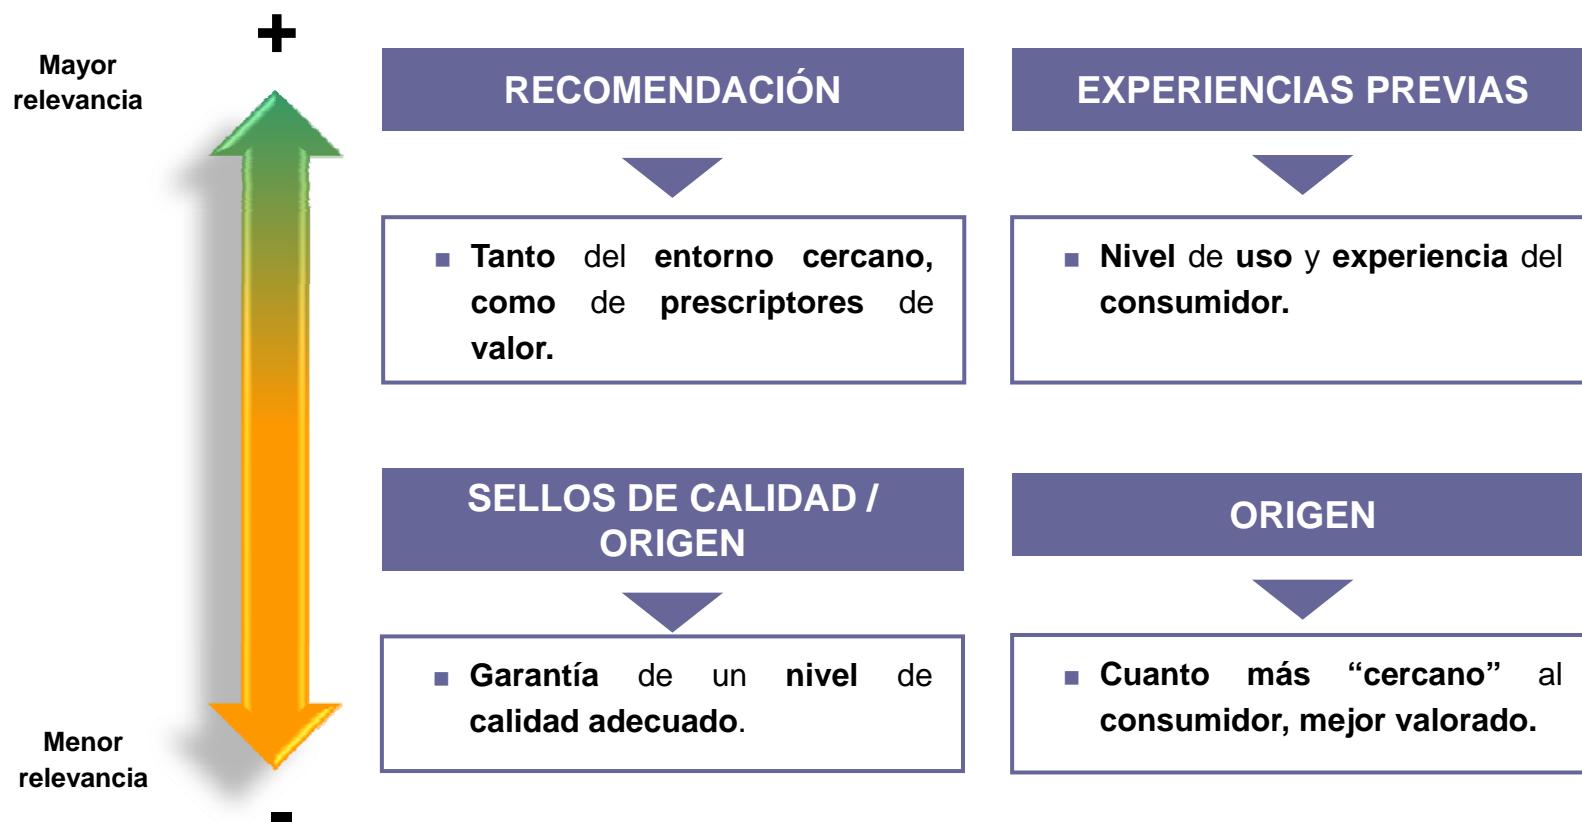 +
Mayor
relevancia
RECOMENDACIÓN
EXPERIENCIAS PREVIAS
■ Tanto del entorno cercano,
como de prescriptores de
valor.
■ Nivel de uso y experiencia del
consumidor.
SELLOS DE CALIDAD /
ORIGEN
ORIGEN
■ Garantía de un nivel de
calidad adecuado.
■ Cuanto más “cercano” al
consumidor, mejor valorado.
Menor
relevancia
-